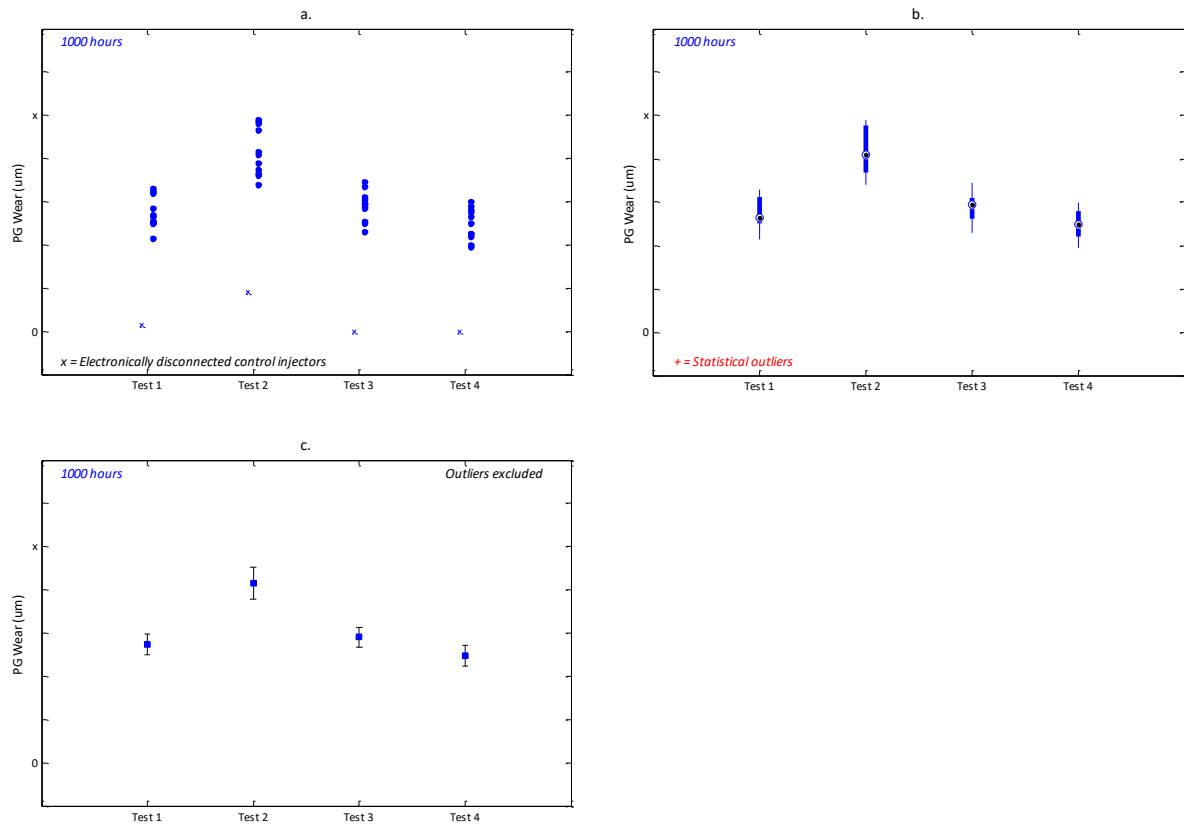 a.
1000 hours
x
PG Wear (um)
0
x = Electronically disconnected control injectors
Test 1 Test 2 Test 3 Test 4
b.
1000 hours
x
PG Wear (um)
0
+ = Statistical outliers
Test 1 Test 2 Test 3 Test 4
c.
1000 hours Outliers excluded
x
PG Wear (um)
0
Test 1 Test 2 Test 3 Test 4